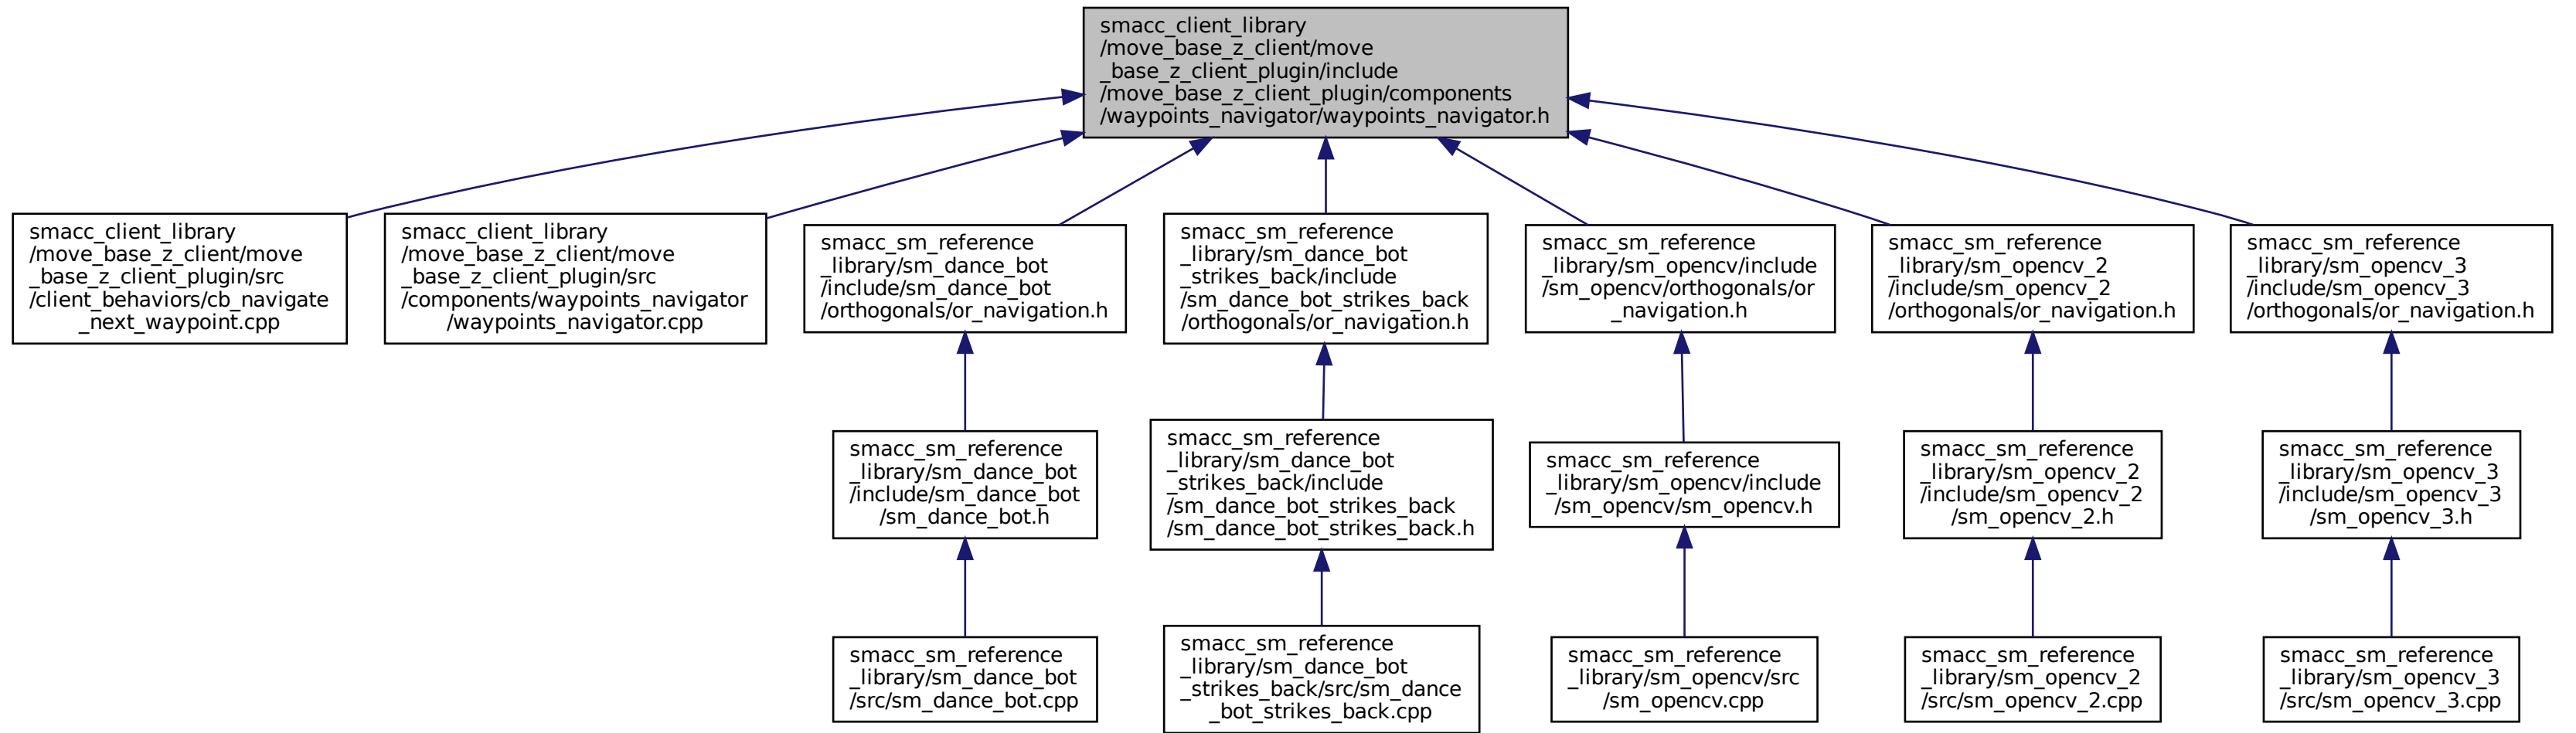 smacc_client_library
/move_base_z_client/move
_base_z_client_plugin/include
/move_base_z_client_plugin/components
/waypoints_navigator/waypoints_navigator.h
smacc_client_library
/move_base_z_client/move
_base_z_client_plugin/src
/client_behaviors/cb_navigate
_next_waypoint.cpp
smacc_client_library
/move_base_z_client/move
_base_z_client_plugin/src
/components/waypoints_navigator
/waypoints_navigator.cpp
smacc_sm_reference
_library/sm_dance_bot
/include/sm_dance_bot
/orthogonals/or_navigation.h
smacc_sm_reference
_library/sm_dance_bot
_strikes_back/include
/sm_dance_bot_strikes_back
/orthogonals/or_navigation.h
smacc_sm_reference
_library/sm_opencv/include
/sm_opencv/orthogonals/or
_navigation.h
smacc_sm_reference
_library/sm_opencv_2
/include/sm_opencv_2
/orthogonals/or_navigation.h
smacc_sm_reference
_library/sm_opencv_3
/include/sm_opencv_3
/orthogonals/or_navigation.h
smacc_sm_reference
_library/sm_dance_bot
/include/sm_dance_bot
/sm_dance_bot.h
smacc_sm_reference
_library/sm_dance_bot
_strikes_back/include
/sm_dance_bot_strikes_back
/sm_dance_bot_strikes_back.h
smacc_sm_reference
_library/sm_opencv/include
/sm_opencv/sm_opencv.h
smacc_sm_reference
_library/sm_opencv_2
/include/sm_opencv_2
/sm_opencv_2.h
smacc_sm_reference
_library/sm_opencv_3
/include/sm_opencv_3
/sm_opencv_3.h
smacc_sm_reference
_library/sm_dance_bot
/src/sm_dance_bot.cpp
smacc_sm_reference
_library/sm_dance_bot
_strikes_back/src/sm_dance
_bot_strikes_back.cpp
smacc_sm_reference
_library/sm_opencv/src
/sm_opencv.cpp
smacc_sm_reference
_library/sm_opencv_2
/src/sm_opencv_2.cpp
smacc_sm_reference
_library/sm_opencv_3
/src/sm_opencv_3.cpp